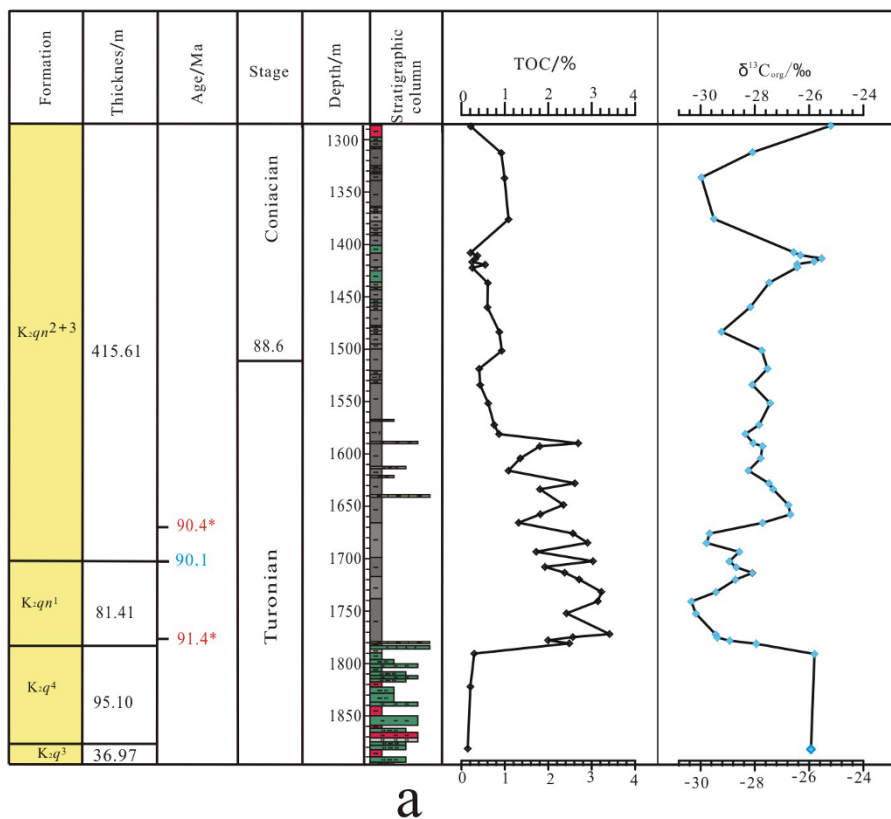 Formation
Thicknes/m
Age/Ma
Stage
Depth/m
Stratigraphic
column
TOC/%
0 1 2 3 4
δ¹³Corg/‰
-30 -28 -26 -24
K₂qn²⁺³
415.61
90.4*
90.1
K₂qn¹
81.41
91.4*
K₂q⁴
95.10
K₂q³
36.97
Coniacian
88.6
Turonian
1300
1350
1400
1450
1500
1550
1600
1650
1700
1750
1800
1850
0 1 2 3 4
-30 -28 -26 -24
a